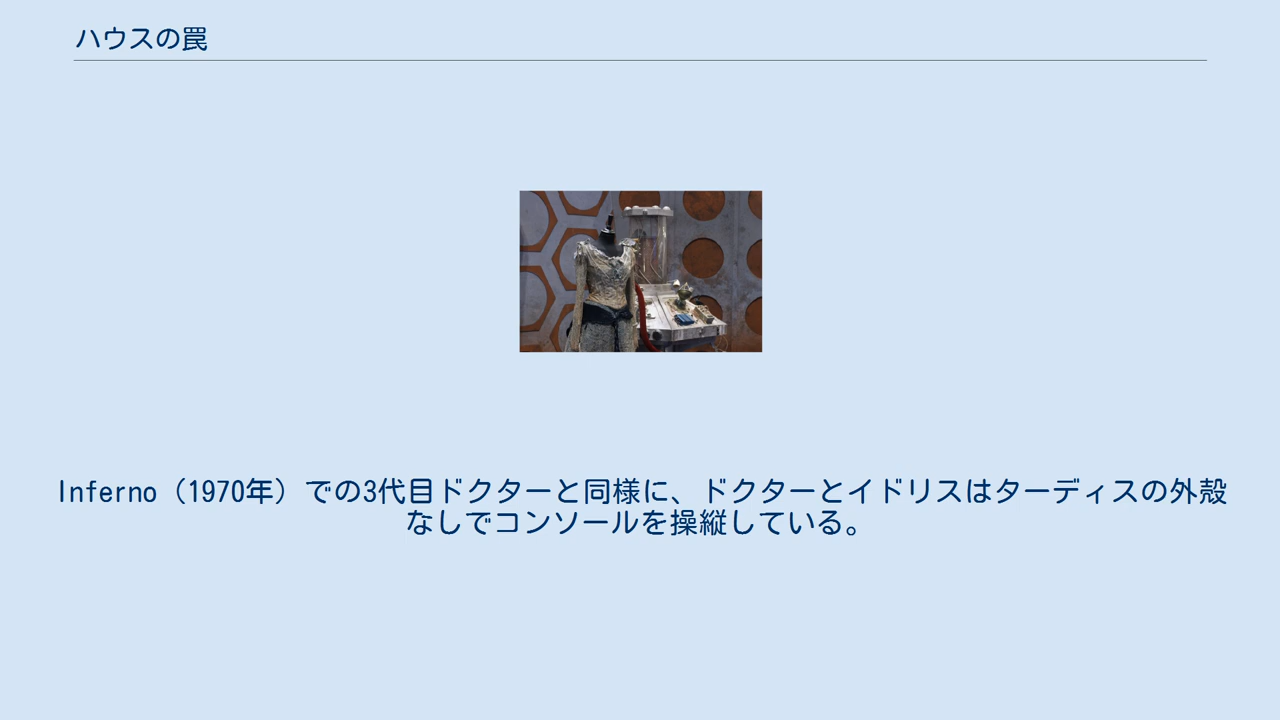 ハウスの罠
Inferno（1970年）での3代目ドクターと同様に、ドクターとイドリスはターディスの外殻
なしでコンソールを操縦している。